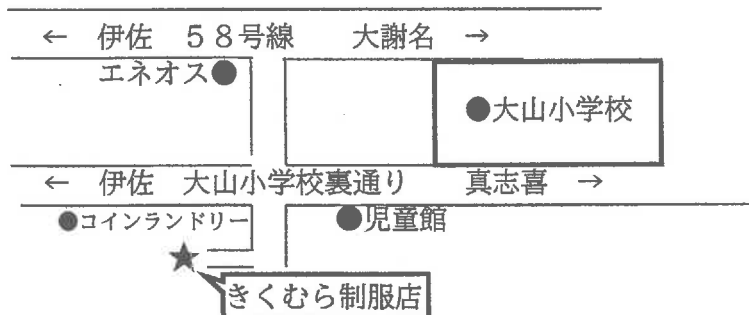 ← 伊佐 58号線 大謝名 →
エネオス●
●大山小学校
← 伊佐 大山小学校裏通り 真志喜 →
●コインランドリー
●児童館
★
きくむら制服店